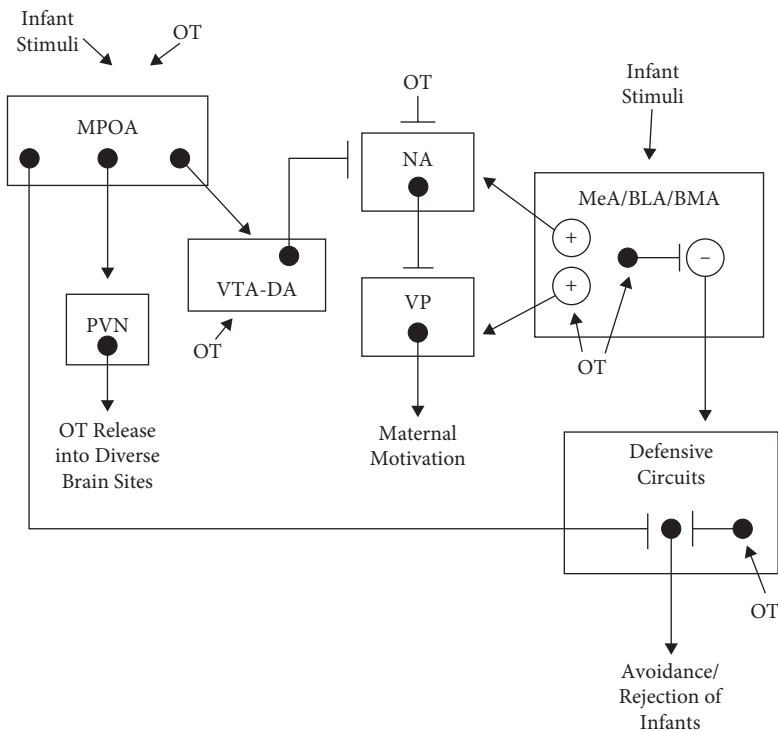 Infant
Stimuli
OT
MPOA
OT
NA
Infant
Stimuli
MeA/BLA/BMA
+
+
−
VTA-DA
OT
PVN
VP
OT
OT Release
into Diverse
Brain Sites
Maternal
Motivation
Defensive
Circuits
OT
Avoidance/
Rejection of
Infants